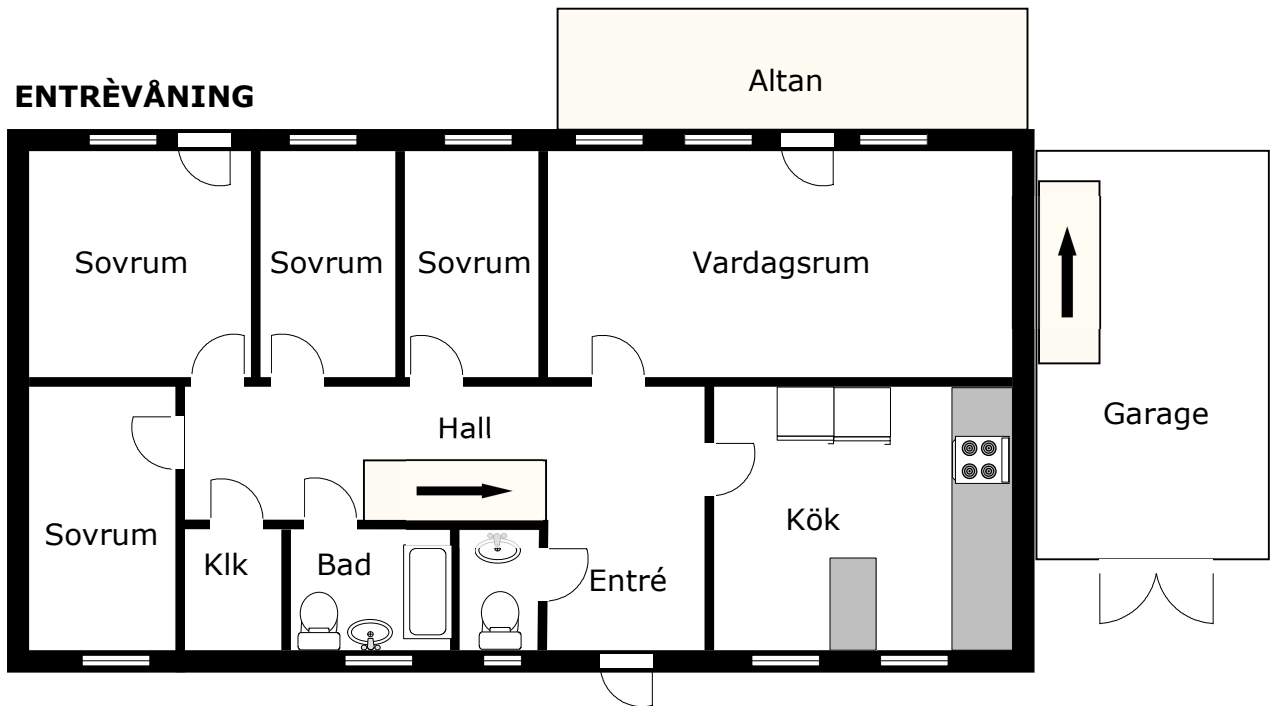 Altan
ENTRÈVÅNING
Sovrum
Sovrum
Sovrum
Vardagsrum
Garage
Hall
Kök
Sovrum
Klk
Bad
Entré